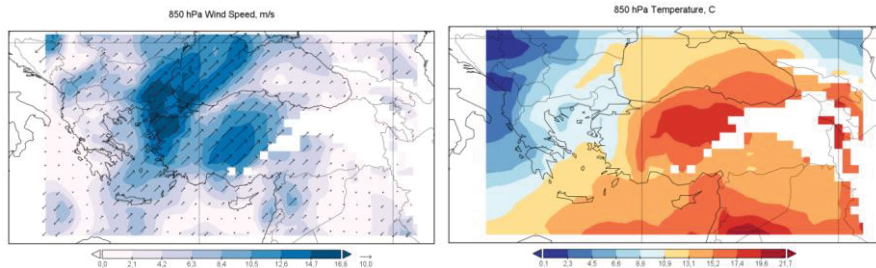 850 hPa Wind Speed, m/s
0,0 2,1 4,2 6,3 8,4 10,5 12,6 14,7 16,8 10,0
850 hPa Temperature, C
0,1 2,3 4,5 6,6 8,8 10,9 13,1 15,2 17,4 19,6 21,7